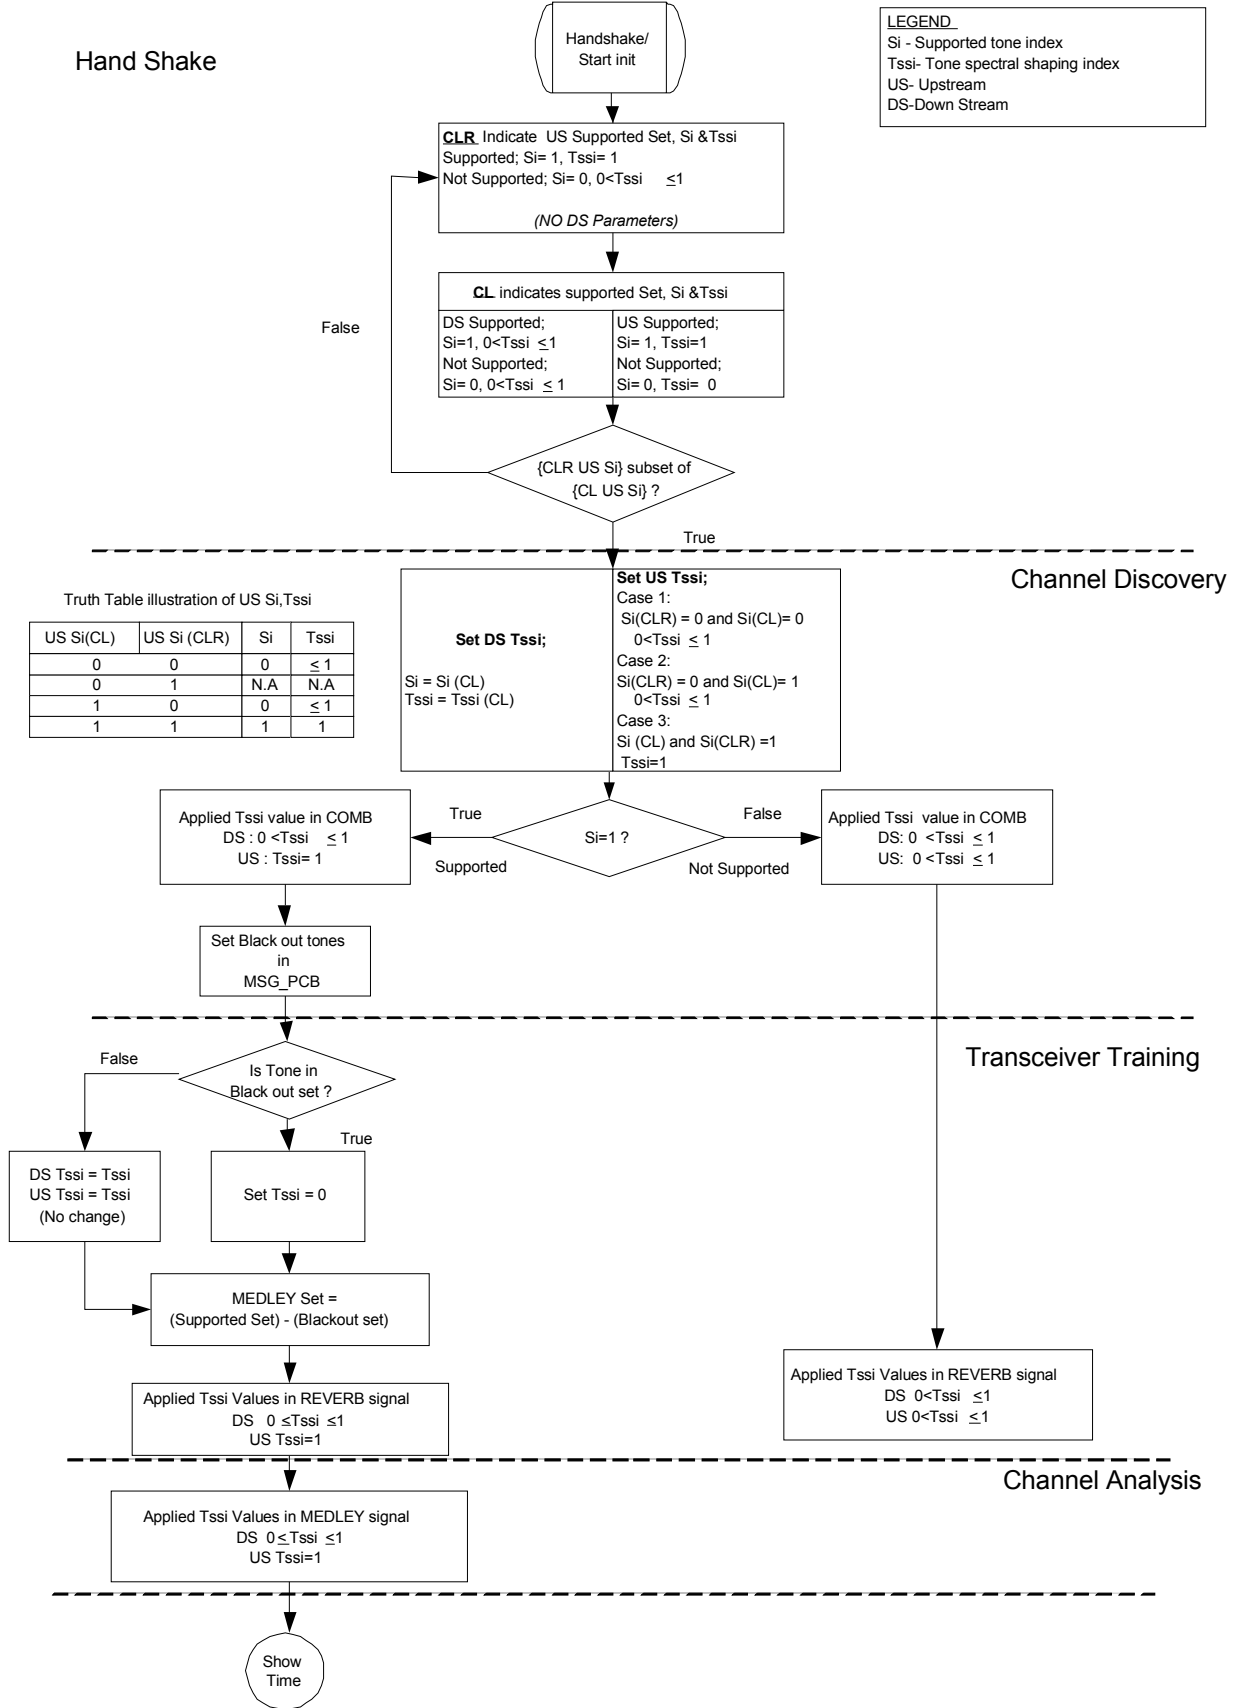 Hand Shake
Handshake/
Start init
LEGEND
Si - Supported tone index
Tssi- Tone spectral shaping index
US- Upstream
DS-Down Stream
CLR Indicate US Supported Set, Si &Tssi
Supported; Si= 1, Tssi= 1
Not Supported; Si= 0, 0<Tssi ≤1
(NO DS Parameters)
CL indicates supported Set, Si &Tssi
DS Supported;
Si=1, 0<Tssi ≤1
Not Supported;
Si= 0, 0<Tssi ≤ 1
US Supported;
Si= 1, Tssi=1
Not Supported;
Si= 0, Tssi= 0
False
{CLR US Si} subset of
{CL US Si} ?
True
Channel Discovery
Truth Table illustration of US Si,Tssi
US Si(CL) US Si (CLR) Si Tssi
0 0 0 ≤ 1
0 1 N.A N.A
1 0 0 ≤ 1
1 1 1 1
Set DS Tssi;
Si = Si (CL)
Tssi = Tssi (CL)
Set US Tssi;
Case 1:
Si(CLR) = 0 and Si(CL)= 0
0<Tssi ≤ 1
Case 2:
Si(CLR) = 0 and Si(CL)= 1
0<Tssi ≤ 1
Case 3:
Si (CL) and Si(CLR) =1
Tssi=1
Applied Tssi value in COMB
DS : 0 <Tssi ≤ 1
US : Tssi= 1
True
Supported
Si=1 ?
False
Not Supported
Applied Tssi value in COMB
DS: 0 <Tssi ≤ 1
US: 0 <Tssi ≤ 1
Set Black out tones
in
MSG_PCB
Transceiver Training
False
Is Tone in
Black out set ?
True
DS Tssi = Tssi
US Tssi = Tssi
(No change)
Set Tssi = 0
MEDLEY Set =
(Supported Set) - (Blackout set)
Applied Tssi Values in REVERB signal
DS 0 ≤Tssi ≤1
US Tssi=1
Applied Tssi Values in REVERB signal
DS 0<Tssi ≤1
US 0<Tssi ≤1
Channel Analysis
Applied Tssi Values in MEDLEY signal
DS 0≤Tssi ≤1
US Tssi=1
Show
Time